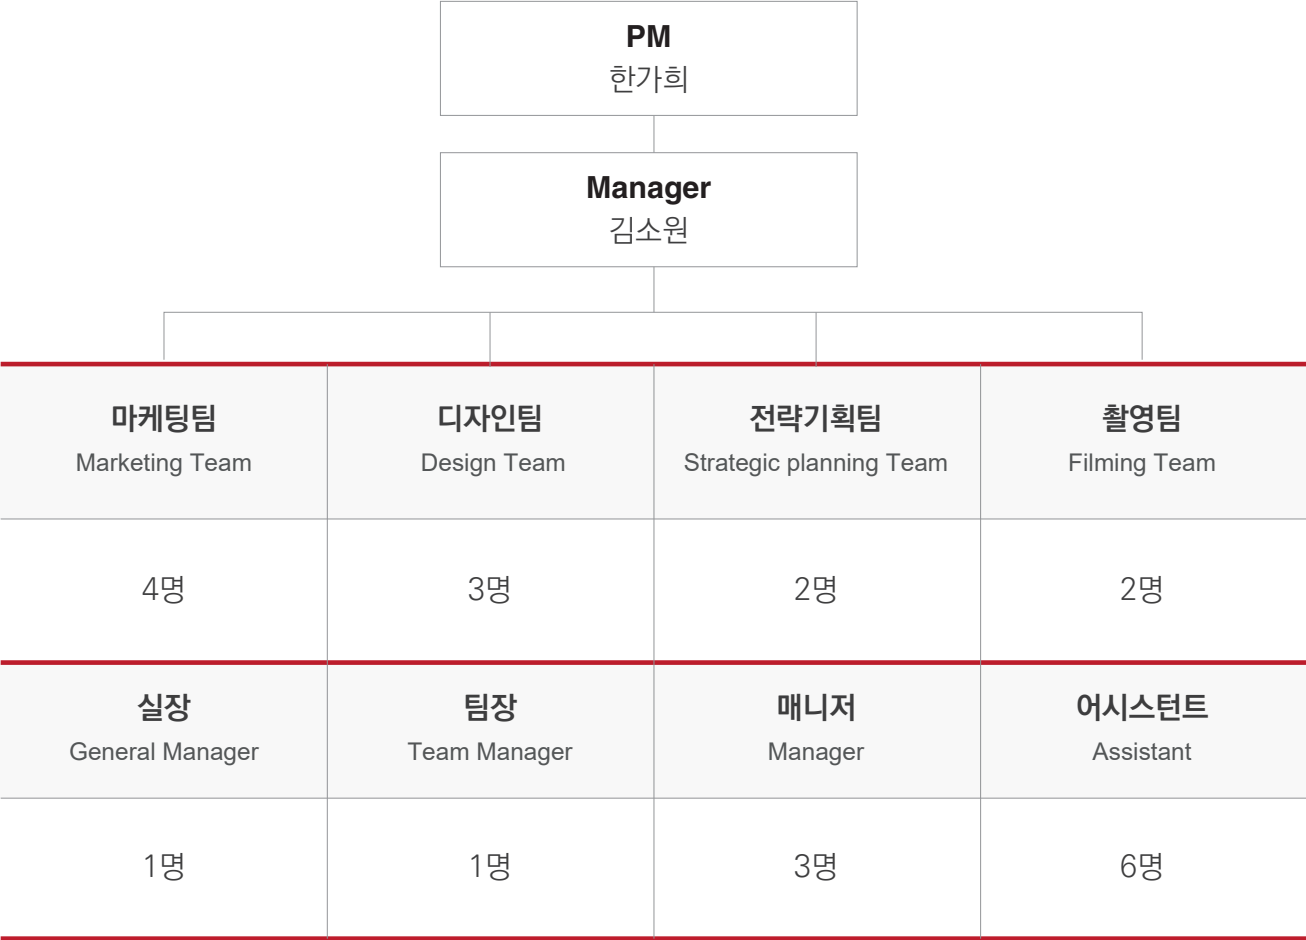 PM
한가희
Manager
김소원
마케팅팀
Marketing Team
디자인팀
Design Team
전략기획팀
Strategic planning Team
촬영팀
Filming Team
4명
3명
2명
2명
실장
General Manager
팀장
Team Manager
매니저
Manager
어시스턴트
Assistant
1명
1명
3명
6명